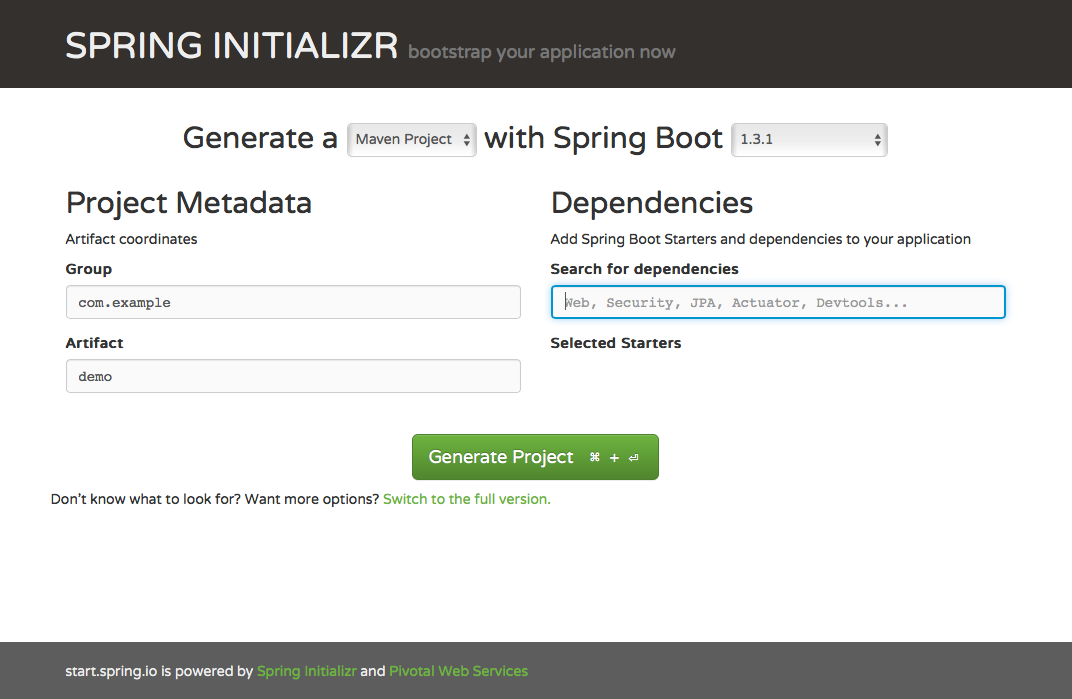 SPRING INITIALIZR bootstrap your application now
Generate a Maven Project with Spring Boot 1.3.1
Project Metadata
Artifact coordinates
Group
com.example
Artifact
demo
Dependencies
Add Spring Boot Starters and dependencies to your application
Search for dependencies
Web, Security, JPA, Actuator, Devtools...
Selected Starters
Generate Project ⌘ + ⏎
Don't know what to look for? Want more options? Switch to the full version.
start.spring.io is powered by Spring Initializr and Pivotal Web Services